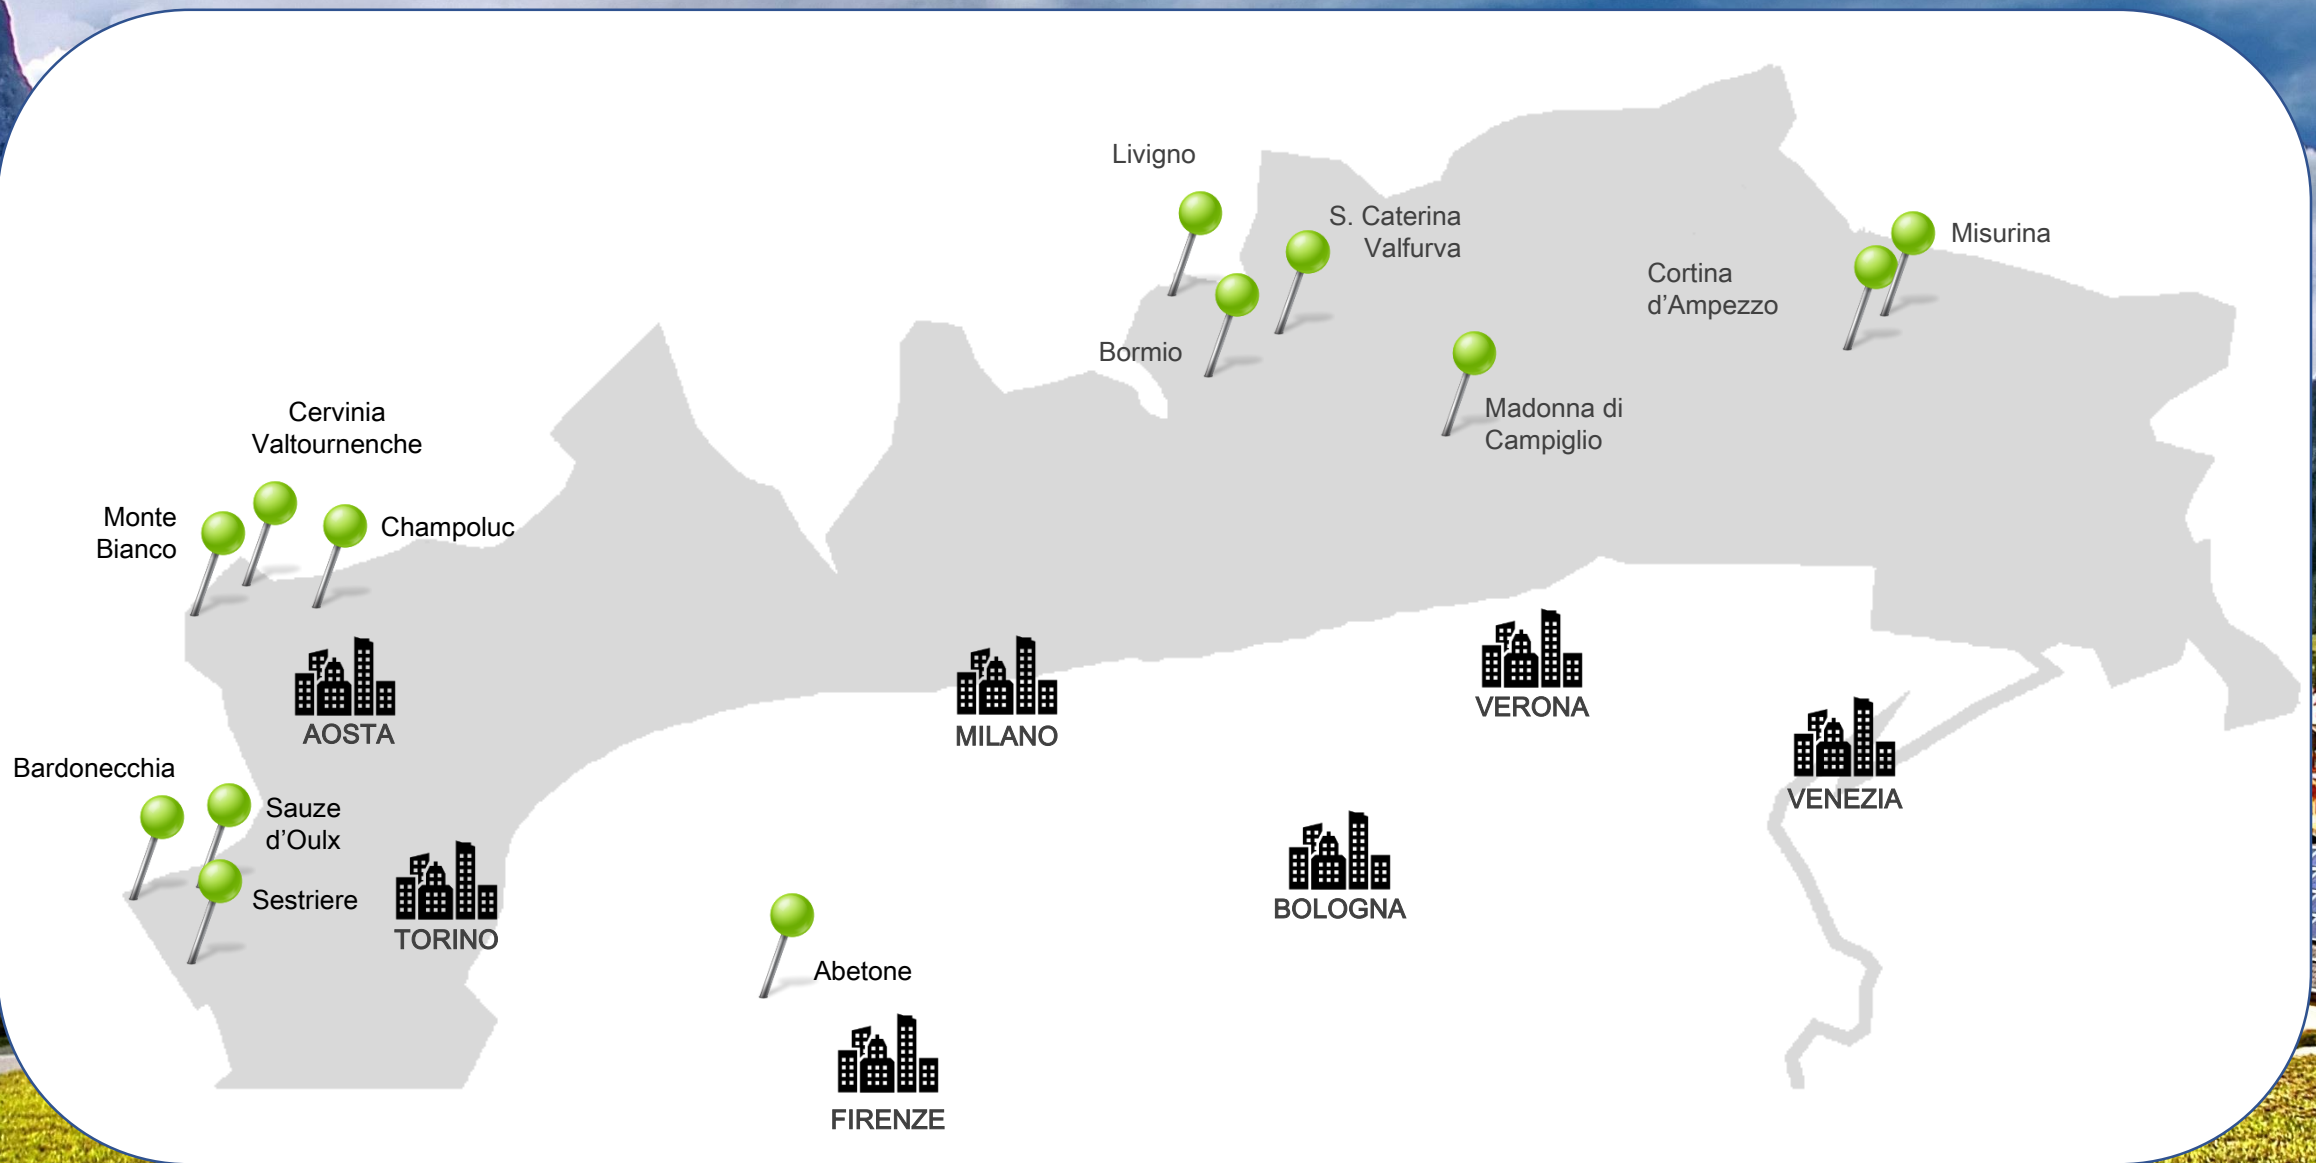 Livigno
S. Caterina
Valfurva
Misurina
Cortina
d’Ampezzo
Bormio
Madonna di
Campiglio
Cervinia
Valtournenche
Monte
Bianco
Champoluc
AOSTA
MILANO
VERONA
VENEZIA
Bardonecchia
Sauze
d’Oulx
Sestriere
TORINO
BOLOGNA
Abetone
FIRENZE